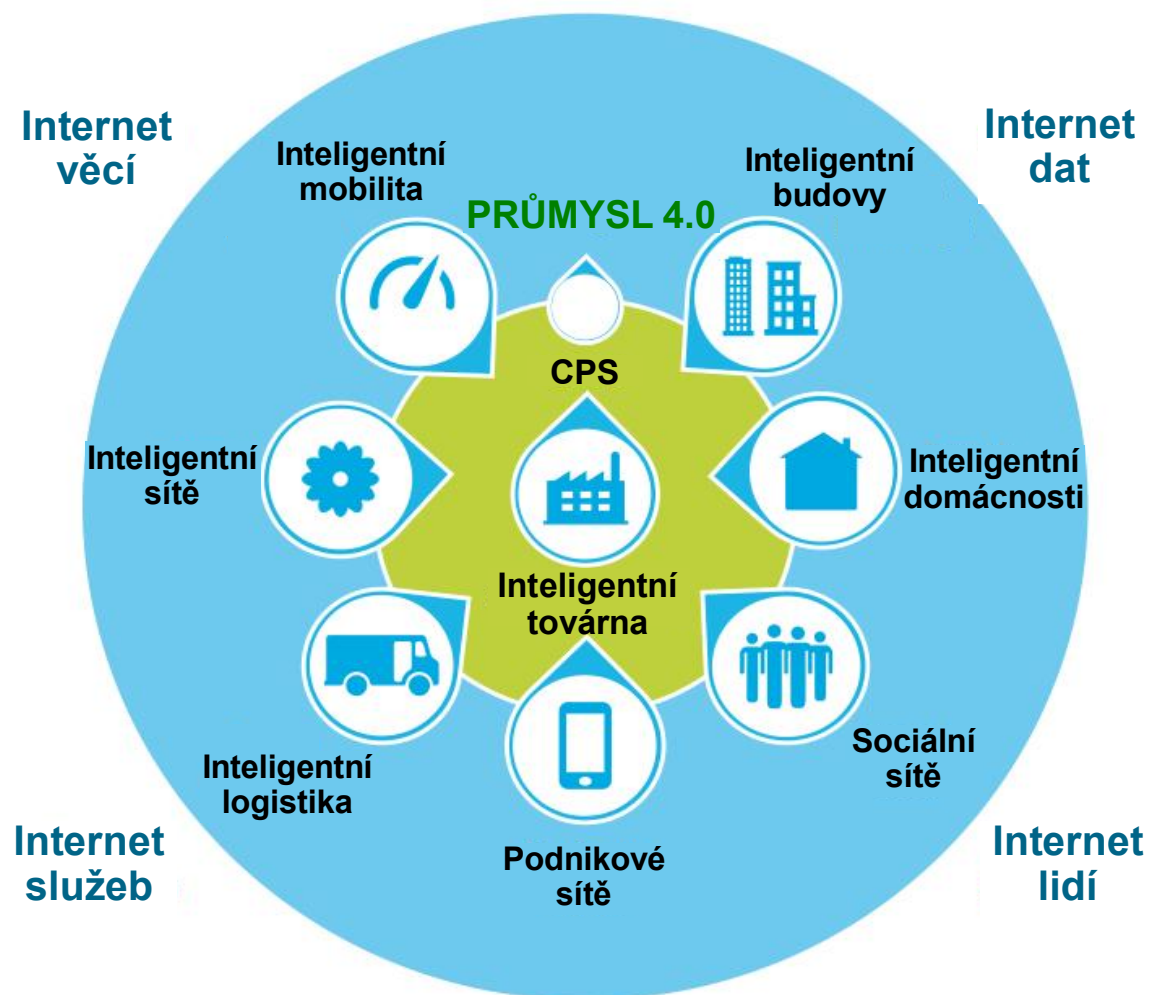 Internet
věcí
Internet
dat
Inteligentní
mobilita
Inteligentní
budovy
PRŮMYSL 4.0
CPS
Inteligentní
sítě
Inteligentní
domácnosti
Inteligentní
továrna
Inteligentní
logistika
Sociální
sítě
Podnikové
sítě
Internet
služeb
Internet
lidí